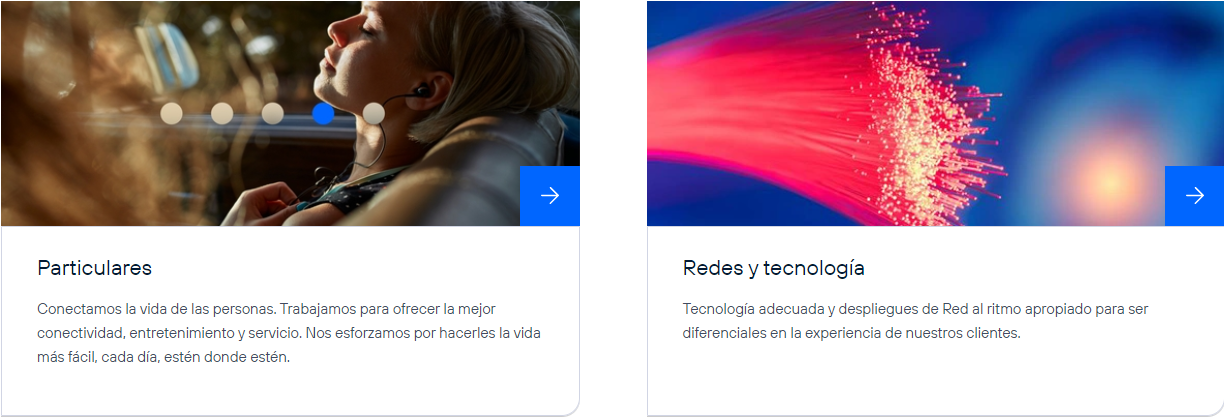 Particulares
Conectamos la vida de las personas. Trabajamos para ofrecer la mejor
conectividad, entretenimiento y servicio. Nos esforzamos por hacerles la vida
más fácil, cada día, estén donde estén.
Redes y tecnología
Tecnología adecuada y despliegues de Red al ritmo apropiado para ser
diferenciales en la experiencia de nuestros clientes.